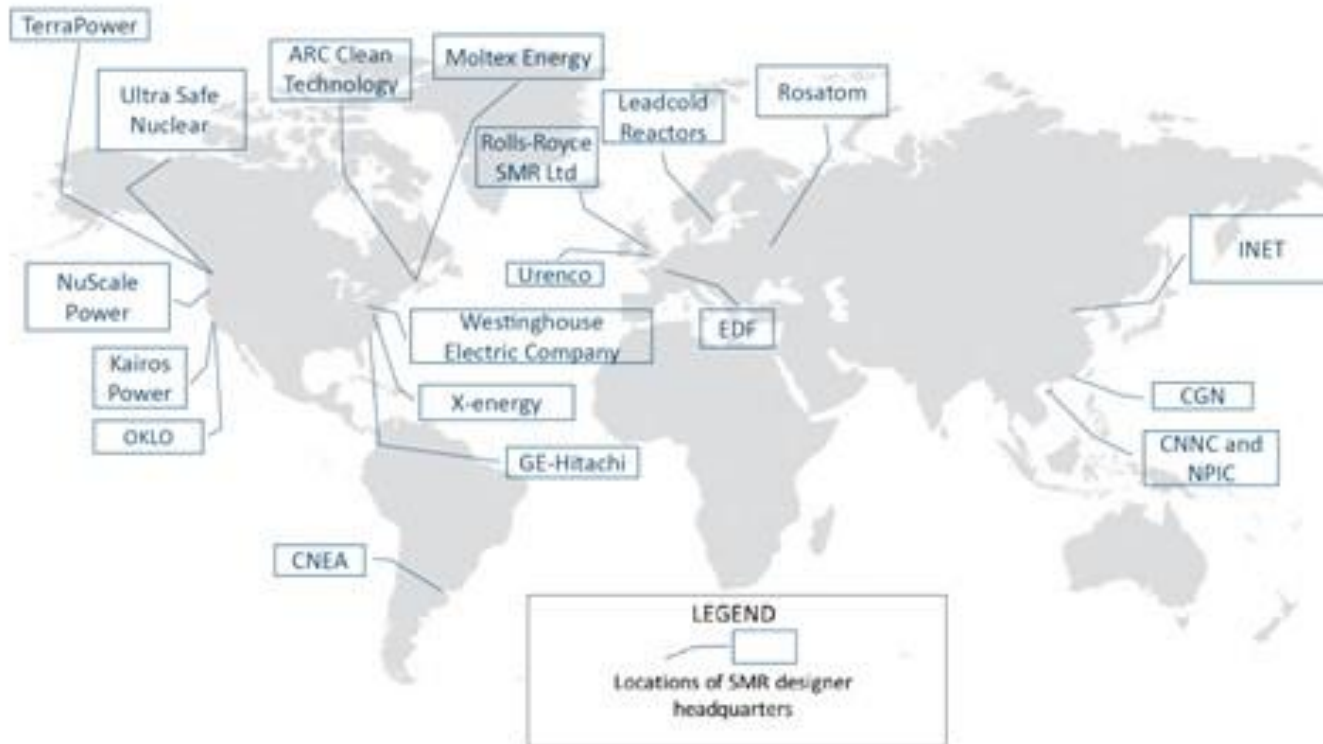 TerraPower
Ultra Safe
Nuclear
ARC Clean
Technology
Moltex Energy
Leadcold
Reactors
Rosatom
Rolls-Royce
SMR Ltd
INET
Urenco
NuScale
Power
EDF
Westinghouse
Electric Company
Kairos
Power
X-energy
CGN
OKLO
GE-Hitachi
CNNC and
NPIC
CNEA
LEGEND
Locations of SMR designer
headquarters